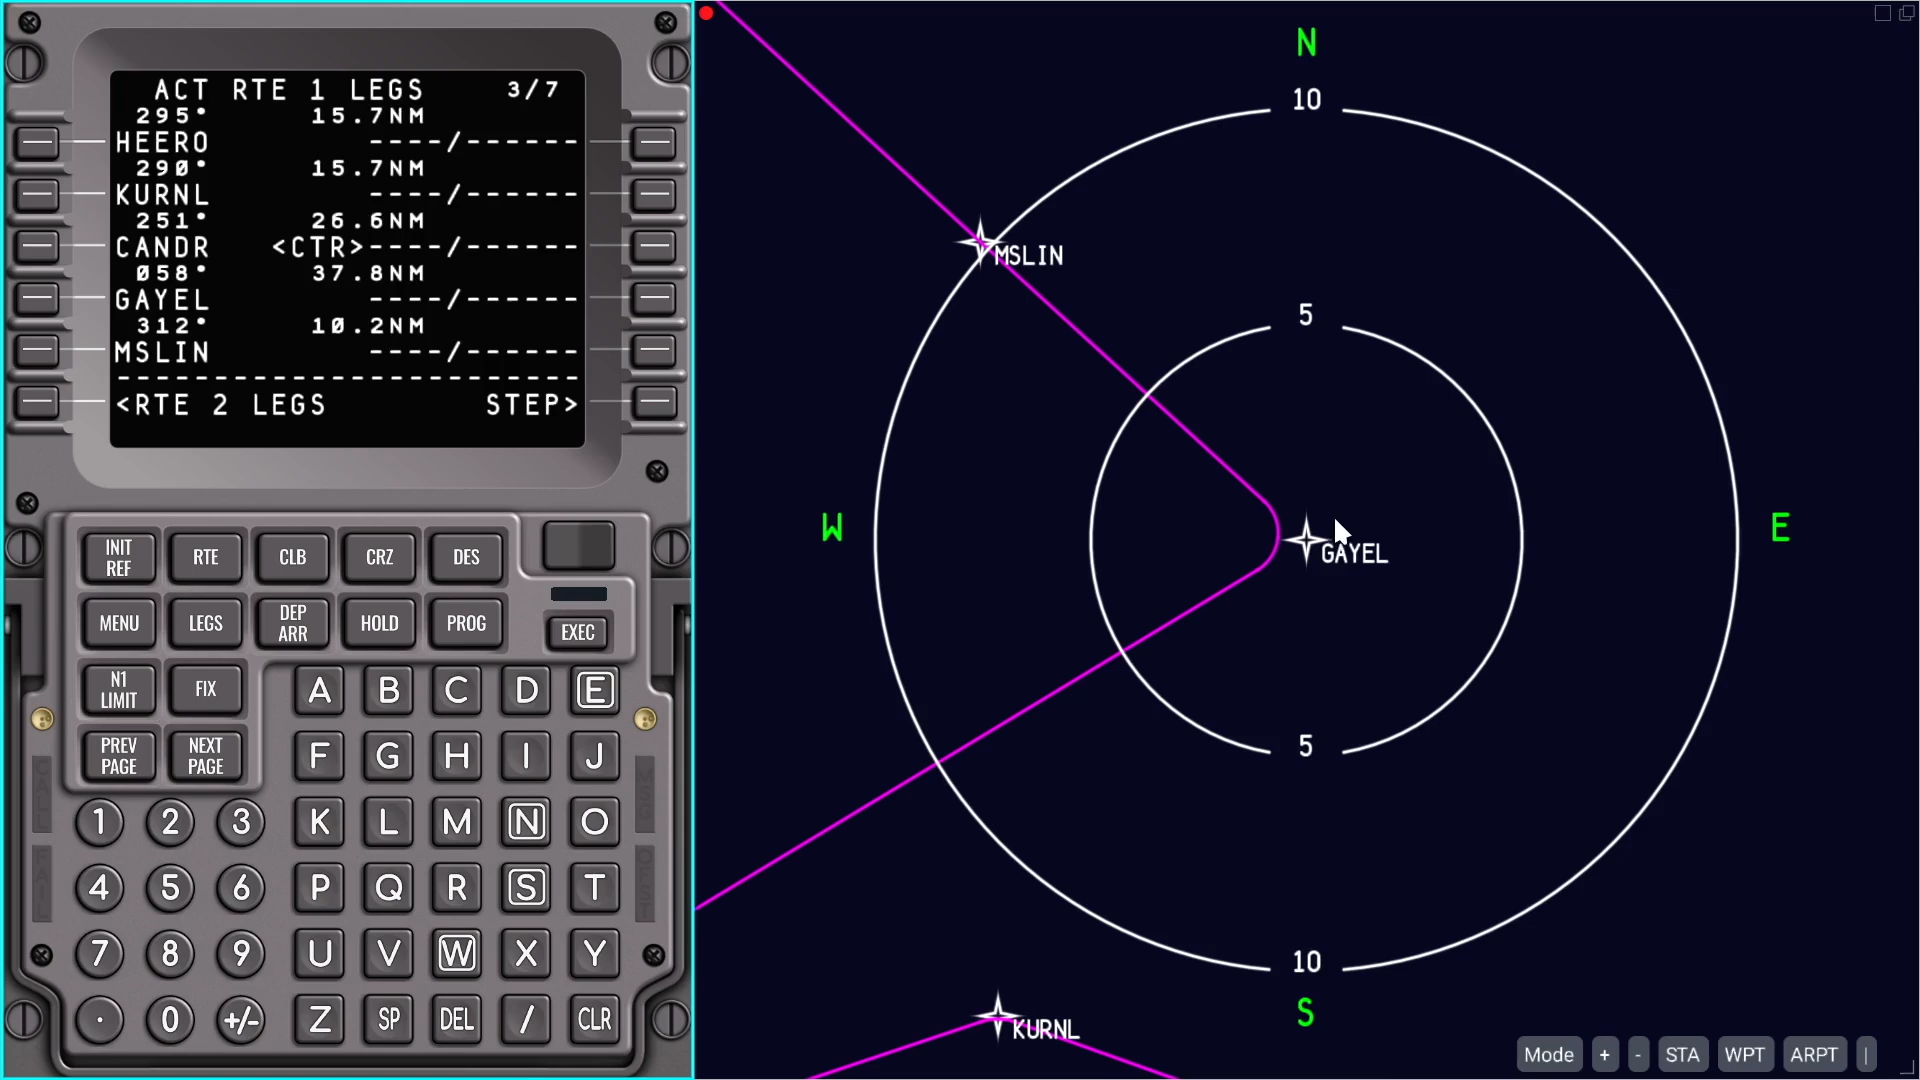 ACT RTE 1 LEGS 3/7
295° 15.7NM
HEERO ----/------
290° 15.7NM
KURNL ----/------
251° 26.6NM
CANDR <CTR>----/------
058° 37.8NM
GAYEL ----/------
312° 10.2NM
MSLIN ----/------
------------------------
<RTE 2 LEGS STEP>
INIT REF RTE CLB CRZ DES
MENU LEGS DEP ARR HOLD PROG EXEC
N1 LIMIT FIX
PREV PAGE NEXT PAGE
A B C D E
F G H I J
1 2 3 K L M N O
4 5 6 P Q R S T
7 8 9 U V W X Y
. 0 +/- Z SP DEL / CLR
N
10
MSLIN
5
W E
GAYEL
5
10
S
KURNL
Mode + - STA WPT ARPT |